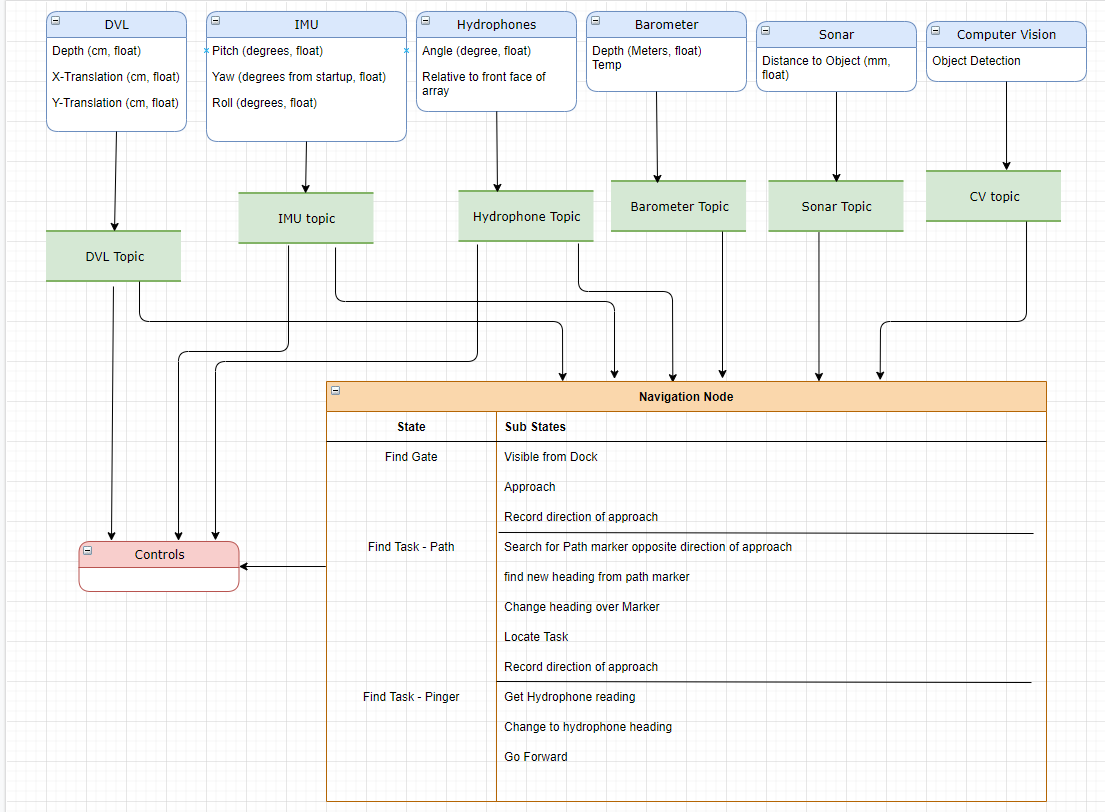 DVL
Depth (cm, float)
X-Translation (cm, float)
Y-Translation (cm, float)
IMU
Pitch (degrees, float)
Yaw (degrees from startup, float)
Roll (degrees, float)
Hydrophones
Angle (degree, float)
Relative to front face of
array
Barometer
Depth (Meters, float)
Temp
Sonar
Distance to Object (mm,
float)
Computer Vision
Object Detection
DVL Topic
IMU topic
Hydrophone Topic
Barometer Topic
Sonar Topic
CV topic
Controls
Navigation Node
State
Sub States
Find Gate
Visible from Dock
Approach
Record direction of approach
Find Task - Path
Search for Path marker opposite direction of approach
find new heading from path marker
Change heading over Marker
Locate Task
Record direction of approach
Find Task - Pinger
Get Hydrophone reading
Change to hydrophone heading
Go Forward